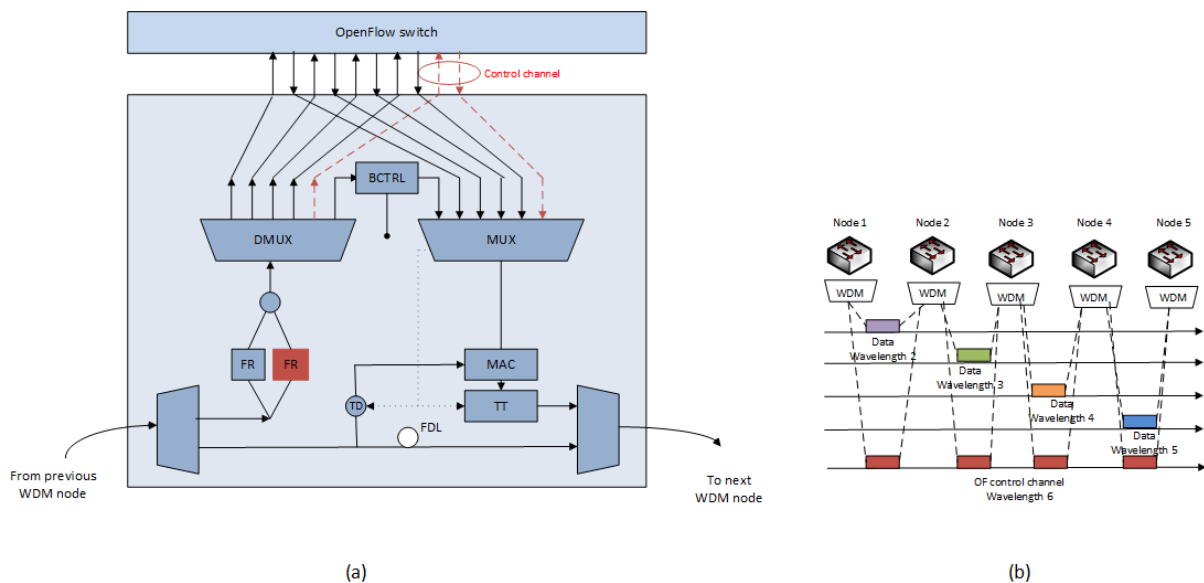 OpenFlow switch
Control channel
BCTRL
DMUX
MUX
FR
FR
MAC
TD
TT
FDL
From previous
WDM node
To next
WDM node
(a)
Node 1
Node 2
Node 3
Node 4
Node 5
WDM
WDM
WDM
WDM
WDM
Data
Wavelength 2
Data
Wavelength 3
Data
Wavelength 4
Data
Wavelength 5
OF control channel
Wavelength 6
(b)